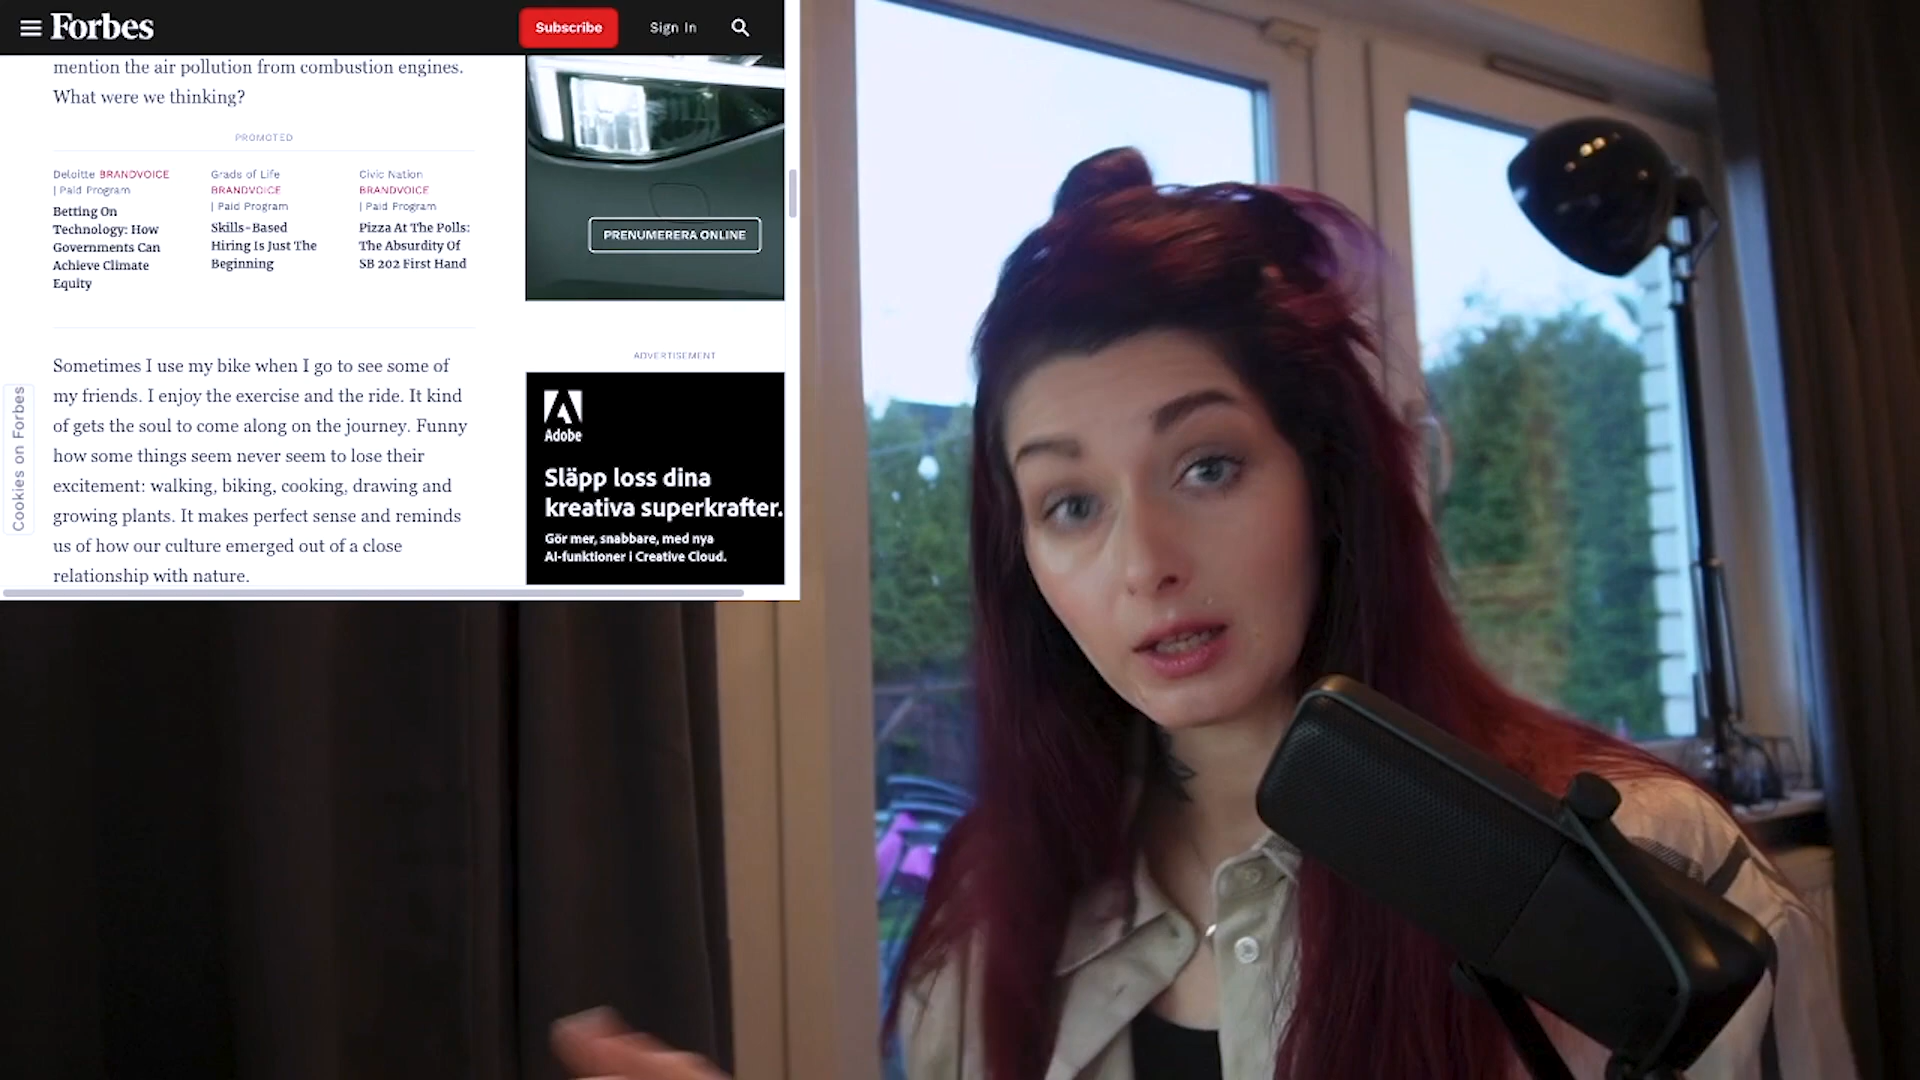 Forbes
Subscribe
Sign In
mention the air pollution from combustion engines.
What were we thinking?
PROMOTED
Deloitte BRANDVOICE
| Paid Program
Betting On
Technology: How
Governments Can
Achieve Climate
Equity
Grads of Life
BRANDVOICE
| Paid Program
Skills-Based
Hiring Is Just The
Beginning
Civic Nation
BRANDVOICE
| Paid Program
Pizza At The Polls:
The Absurdity Of
SB 202 First Hand
Sometimes I use my bike when I go to see some of
my friends. I enjoy the exercise and the ride. It kind
of gets the soul to come along on the journey. Funny
how some things seem never seem to lose their
excitement: walking, biking, cooking, drawing and
growing plants. It makes perfect sense and reminds
us of how our culture emerged out of a close
relationship with nature.
Cookies on Forbes
PRENUMERERA ONLINE
ADVERTISEMENT
Adobe
Släpp loss dina
kreativa superkrafter.
Gör mer, snabbare, med nya
AI-funktioner i Creative Cloud.